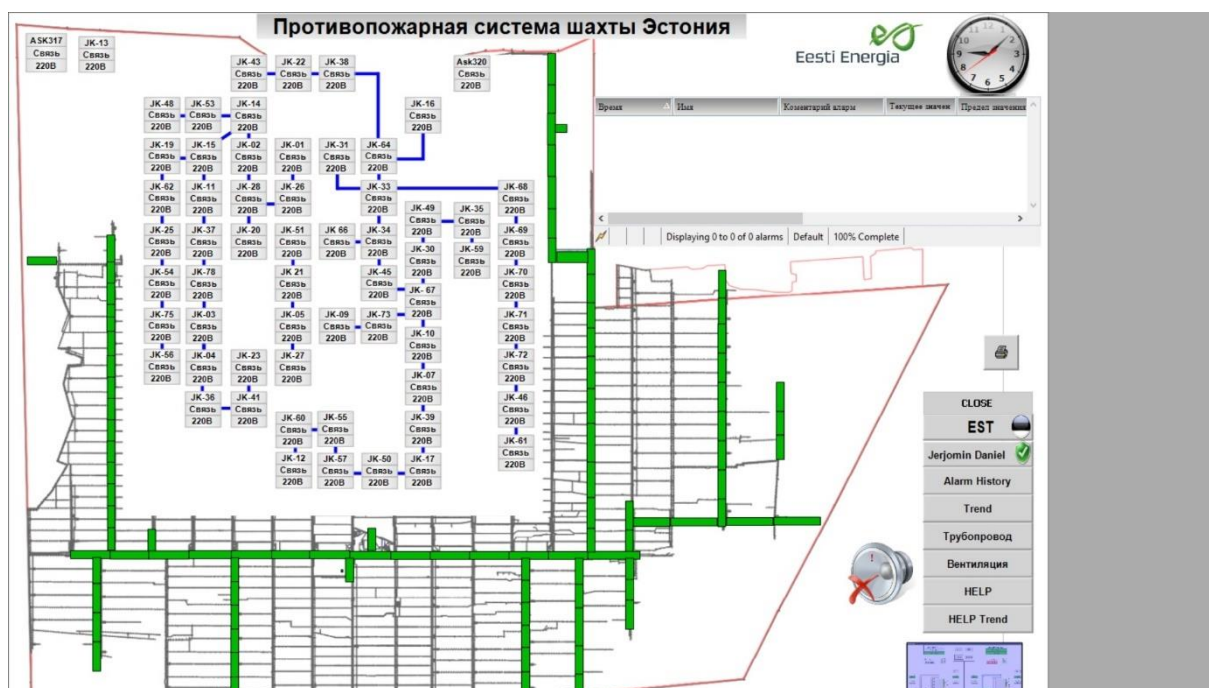 Противопожарная система шахты Эстония
Eesti Energia
ASK317
Связь
220В
JK-13
Связь
220В
JK-43
Связь
220В
JK-22
Связь
220В
JK-38
Связь
220В
Ask320
Связь
220В
JK-48
Связь
220В
JK-53
Связь
220В
JK-14
Связь
220В
JK-16
Связь
220В
JK-19
Связь
220В
JK-15
Связь
220В
JK-02
Связь
220В
JK-01
Связь
220В
JK-31
Связь
220В
JK-64
Связь
220В
JK-62
Связь
220В
JK-11
Связь
220В
JK-28
Связь
220В
JK-26
Связь
220В
JK-33
Связь
220В
JK-68
Связь
220В
JK-49
Связь
220В
JK-35
Связь
220В
JK-25
Связь
220В
JK-37
Связь
220В
JK-20
Связь
220В
JK-51
Связь
220В
JK 66
Связь
220В
JK-34
Связь
220В
JK-69
Связь
220В
JK-30
Связь
220В
JK-59
Связь
220В
JK-54
Связь
220В
JK-78
Связь
220В
JK 21
Связь
220В
JK-45
Связь
220В
JK-70
Связь
220В
JK- 67
Связь
220В
JK-75
Связь
220В
JK-03
Связь
220В
JK-05
Связь
220В
JK-09
Связь
220В
JK-73
Связь
220В
JK-71
Связь
220В
JK-10
Связь
220В
JK-56
Связь
220В
JK-04
Связь
220В
JK-23
Связь
220В
JK-27
Связь
220В
JK-72
Связь
220В
JK-07
Связь
220В
JK-36
Связь
220В
JK-41
Связь
220В
JK-46
Связь
220В
JK-60
Связь
220В
JK-55
Связь
220В
JK-39
Связь
220В
JK-61
Связь
220В
JK-12
Связь
220В
JK-57
Связь
220В
JK-50
Связь
220В
JK-17
Связь
220В
12
1
2
3
4
5
6
7
8
9
10
11
Время
Имя
Коментарий алармы
Текущее значен
Предел значения
Displaying 0 to 0 of 0 alarms
Default
100% Complete
CLOSE
EST
Jerjomin Daniel
Alarm History
Trend
Трубопровод
Вентиляция
HELP
HELP Trend